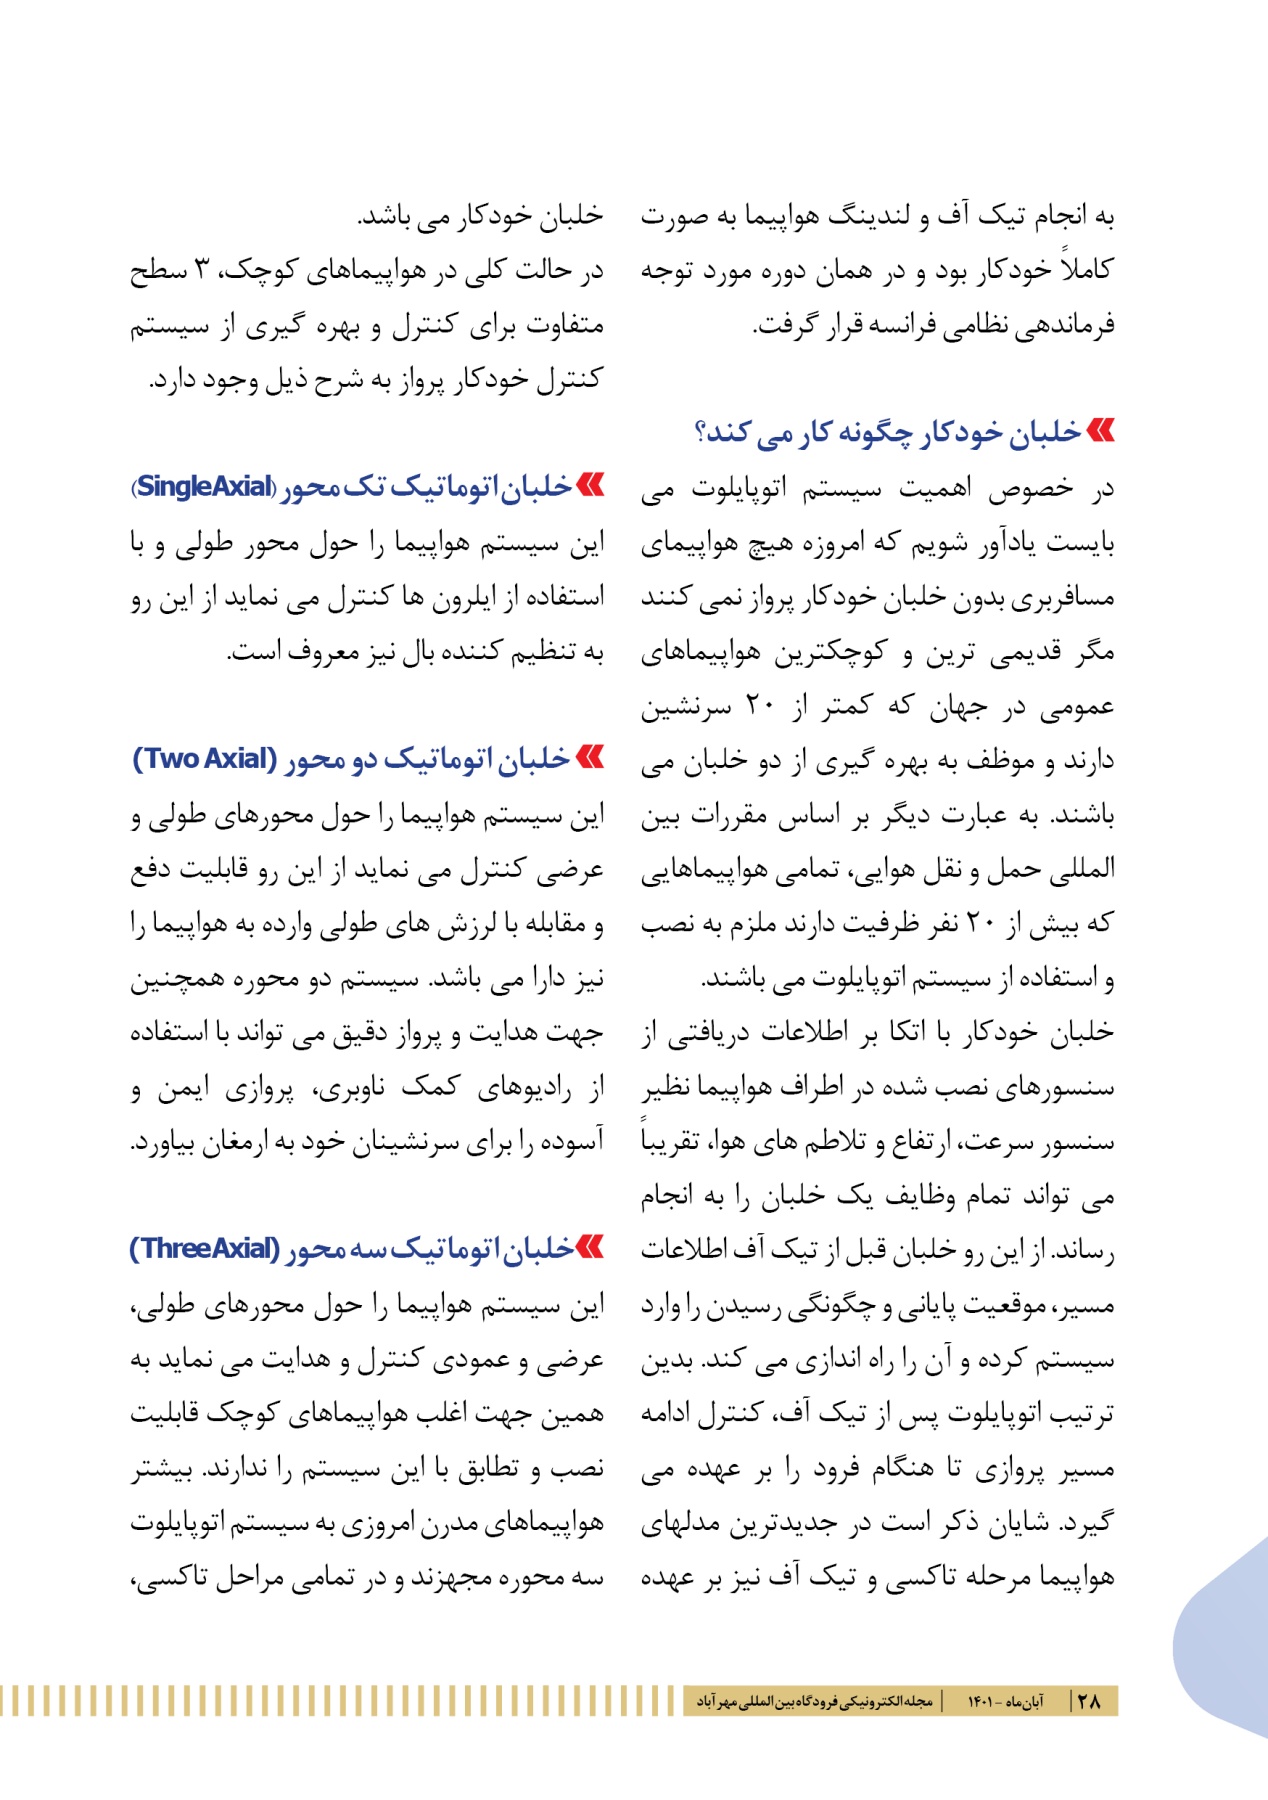 به انجام تیک آف و لندینگ هواپیما به صورت
کاملاً خودکار بود و در همان دوره مورد توجه
فرماندهی نظامی فرانسه قرار گرفت.
خلبان خودکار چگونه کار می کند؟
در خصوص اهمیت سیستم اتوپایلوت می
بایست یادآور شویم که امروزه هیچ هواپیمای
مسافربری بدون خلبان خودکار پرواز نمی کنند
مگر قدیمی ترین و کوچکترین هواپیماهای
عمومی در جهان که کمتر از ۲۰ سرنشین
دارند و موظف به بهره گیری از دو خلبان می
باشند. به عبارت دیگر بر اساس مقررات بین
المللی حمل و نقل هوایی، تمامی هواپیماهایی
که بیش از ۲۰ نفر ظرفیت دارند ملزم به نصب
و استفاده از سیستم اتوپایلوت می باشند.
خلبان خودکار با اتکا بر اطلاعات دریافتی از
سنسورهای نصب شده در اطراف هواپیما نظیر
سنسور سرعت، ارتفاع و تلاطم های هوا، تقریباً
می تواند تمام وظایف یک خلبان را به انجام
رساند. از این رو خلبان قبل از تیک آف اطلاعات
مسیر، موقعیت پایانی و چگونگی رسیدن را وارد
سیستم کرده و آن را راه اندازی می کند. بدین
ترتیب اتوپایلوت پس از تیک آف، کنترل ادامه
مسیر پروازی تا هنگام فرود را بر عهده می
گیرد. شایان ذکر است در جدیدترین مدلهای
هواپیما مرحله تاکسی و تیک آف نیز بر عهده
خلبان خودکار می باشد.
در حالت کلی در هواپیماهای کوچک، ۳ سطح
متفاوت برای کنترل و بهره گیری از سیستم
کنترل خودکار پرواز به شرح ذیل وجود دارد.
خلبان اتوماتیک تک محور (SingleAxial)
این سیستم هواپیما را حول محور طولی و با
استفاده از ایلرون ها کنترل می نماید از این رو
به تنظیم کننده بال نیز معروف است.
خلبان اتوماتیک دو محور (Two Axial)
این سیستم هواپیما را حول محورهای طولی و
عرضی کنترل می نماید از این رو قابلیت دفع
و مقابله با لرزش های طولی وارده به هواپیما را
نیز دارا می باشد. سیستم دو محوره همچنین
جهت هدایت و پرواز دقیق می تواند با استفاده
از رادیوهای کمک ناوبری، پروازی ایمن و
آسوده را برای سرنشینان خود به ارمغان بیاورد.
خلبان اتوماتیک سه محور (ThreeAxial)
این سیستم هواپیما را حول محورهای طولی،
عرضی و عمودی کنترل و هدایت می نماید به
همین جهت اغلب هواپیماهای کوچک قابلیت
نصب و تطابق با این سیستم را ندارند. بیشتر
هواپیماهای مدرن امروزی به سیستم اتوپایلوت
سه محوره مجهزند و در تمامی مراحل تاکسی،
۲۸| آبان‌ماه - ۱۴۰۱ | مجله الکترونیکی فرودگاه بین المللی مهرآباد